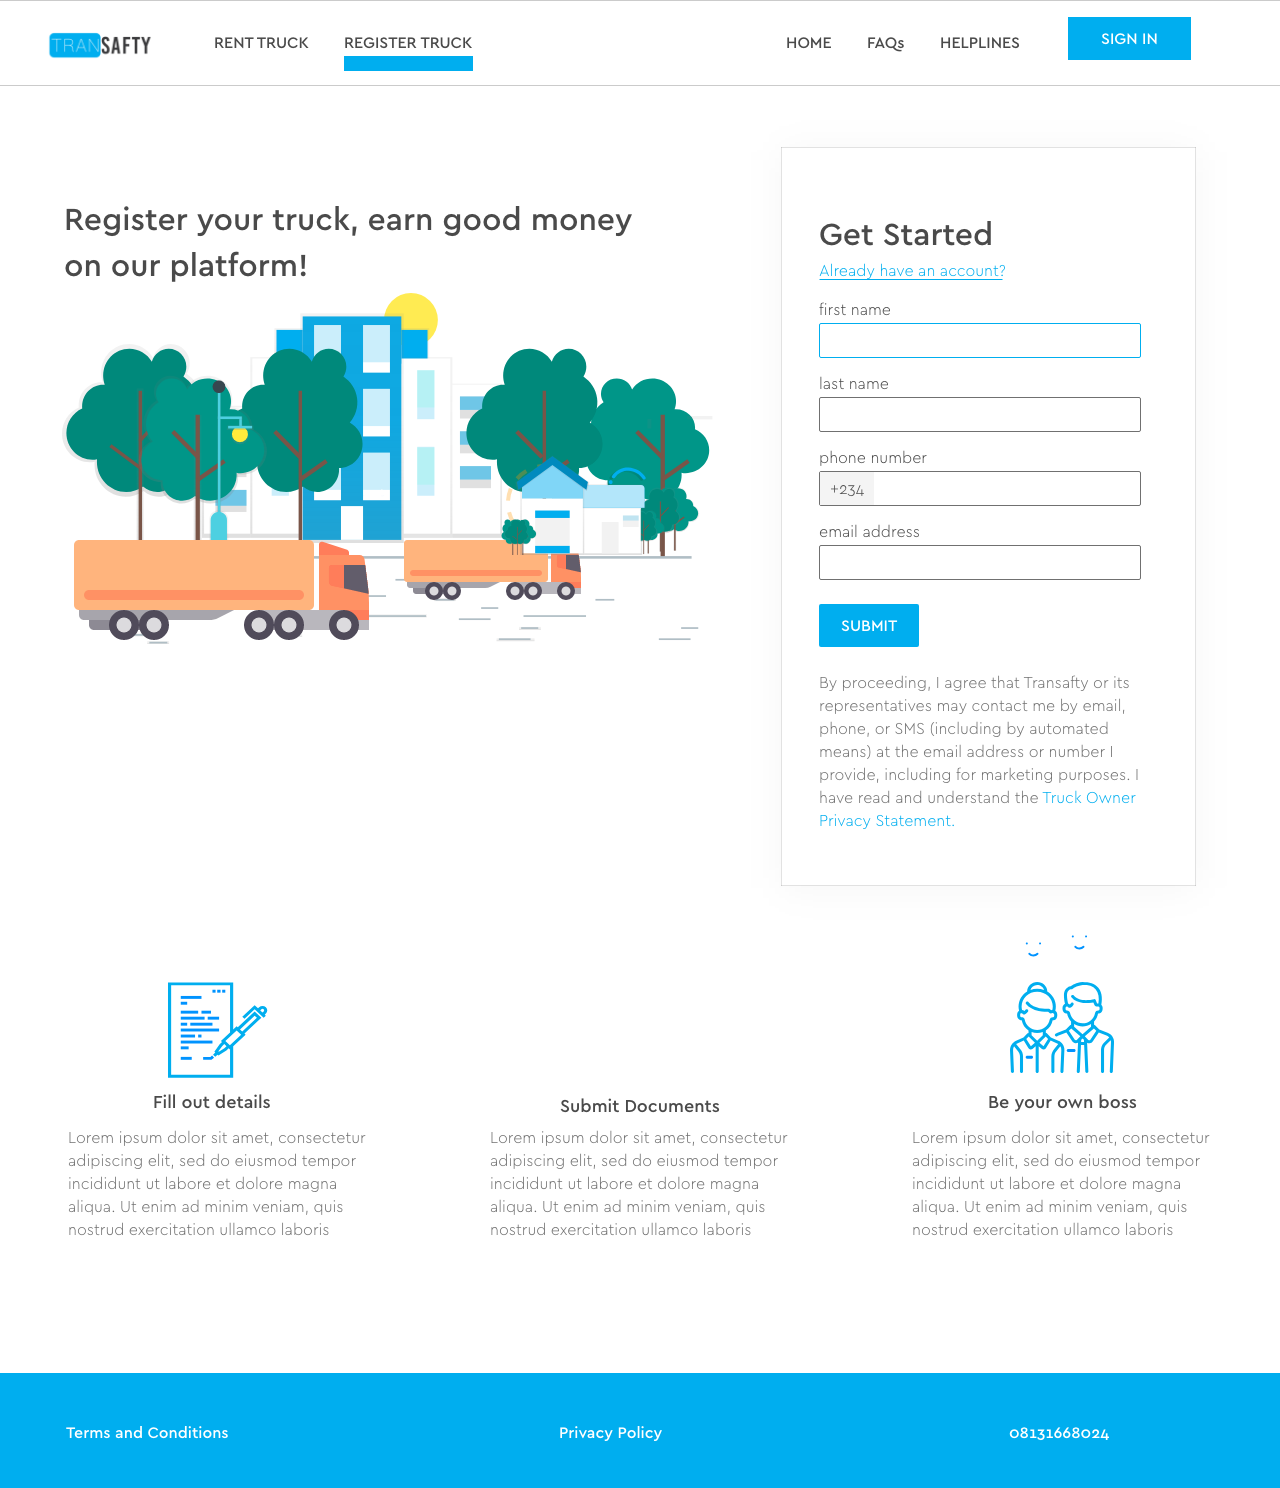 TRANSAFTY
RENT TRUCK
REGISTER TRUCK
HOME
FAQs
HELPLINES
SIGN IN
Register your truck, earn good money
on our platform!
Get Started
Already have an account?
first name
last name
phone number
+234
email address
SUBMIT
By proceeding, I agree that Transafty or its
representatives may contact me by email,
phone, or SMS (including by automated
means) at the email address or number I
provide, including for marketing purposes. I
have read and understand the Truck Owner
Privacy Statement.
Fill out details
Lorem ipsum dolor sit amet, consectetur
adipiscing elit, sed do eiusmod tempor
incididunt ut labore et dolore magna
aliqua. Ut enim ad minim veniam, quis
nostrud exercitation ullamco laboris
Submit Documents
Lorem ipsum dolor sit amet, consectetur
adipiscing elit, sed do eiusmod tempor
incididunt ut labore et dolore magna
aliqua. Ut enim ad minim veniam, quis
nostrud exercitation ullamco laboris
Be your own boss
Lorem ipsum dolor sit amet, consectetur
adipiscing elit, sed do eiusmod tempor
incididunt ut labore et dolore magna
aliqua. Ut enim ad minim veniam, quis
nostrud exercitation ullamco laboris
Terms and Conditions
Privacy Policy
08131668024